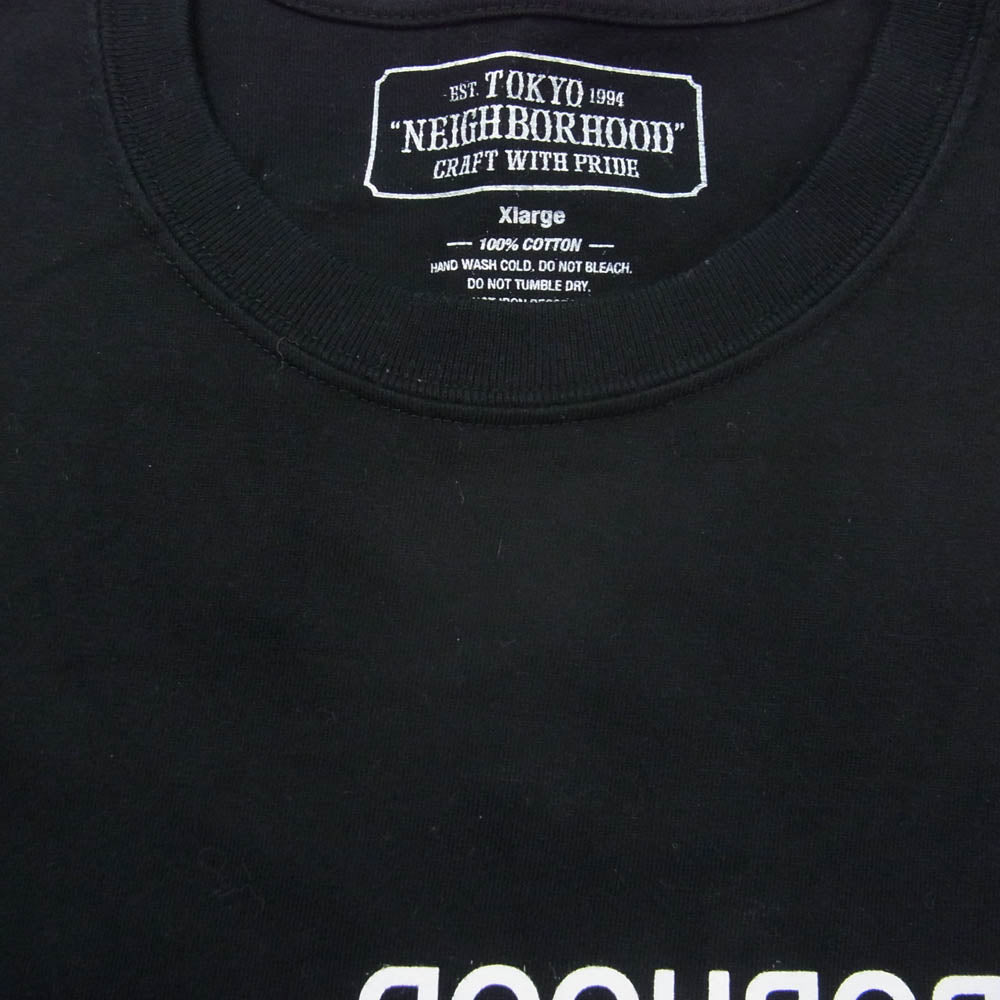 EST. TOKYO 1994
"NEIGHBORHOOD"
CRAFT WITH PRIDE
Xlarge
— 100% COTTON —
HAND WASH COLD. DO NOT BLEACH.
DO NOT TUMBLE DRY.